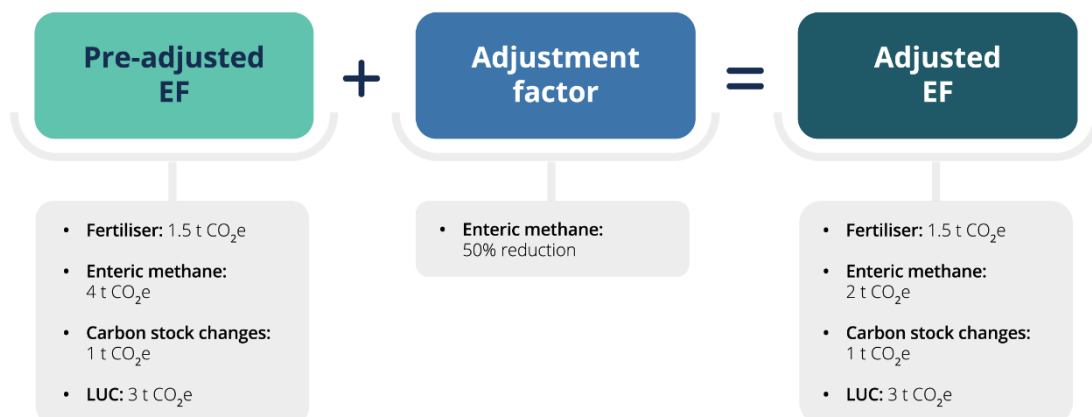 Pre-adjusted
EF
+
Adjustment
factor
=
Adjusted
EF
• Fertiliser: 1.5 t CO₂e
• Enteric methane:
4 t CO₂e
• Carbon stock changes:
1 t CO₂e
• LUC: 3 t CO₂e
• Enteric methane:
50% reduction
• Fertiliser: 1.5 t CO₂e
• Enteric methane:
2 t CO₂e
• Carbon stock changes:
1 t CO₂e
• LUC: 3 t CO₂e